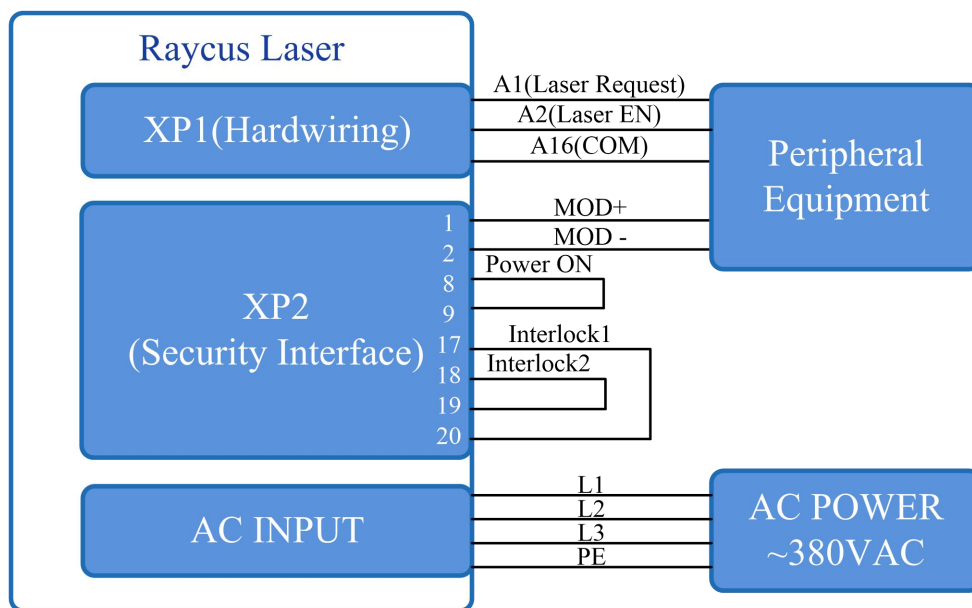 Raycus Laser
XP1(Hardwiring)
A1(Laser Request)
A2(Laser EN)
A16(COM)
Peripheral
Equipment
XP2
(Security Interface)
1
2
8
9
17
18
19
20
MOD+
MOD -
Power ON
Interlock1
Interlock2
AC INPUT
L1
L2
L3
PE
AC POWER
~380VAC